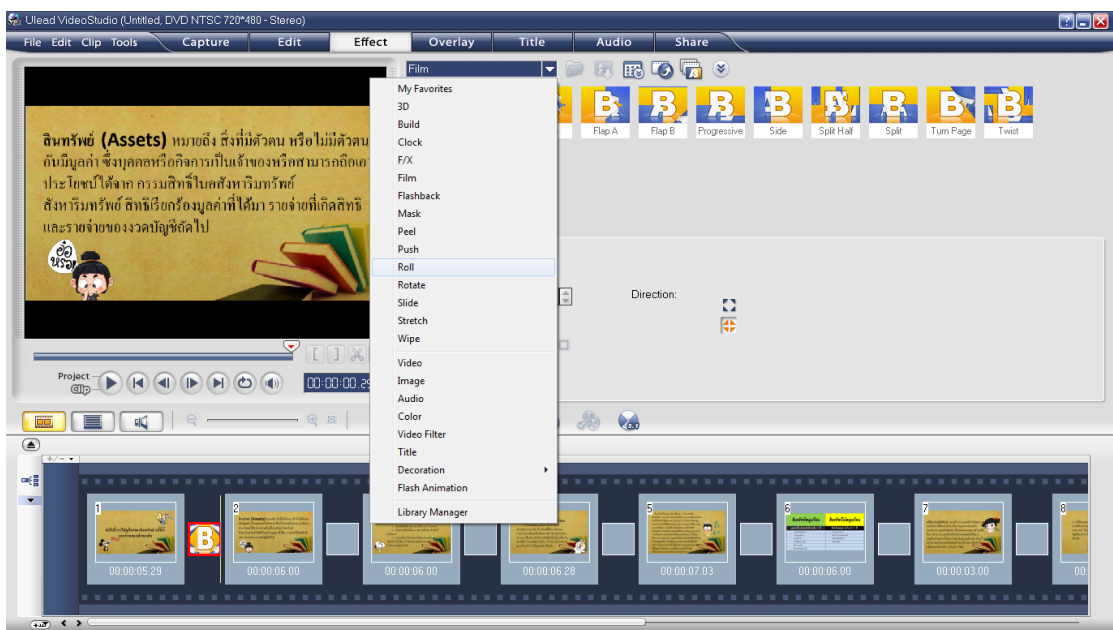 Ulead VideoStudio (Untitled, DVD NTSC 720*480 - Stereo)
File Edit Clip Tools Capture Edit Effect Overlay Title Audio Share
Film
My Favorites
3D
Build
Clock
F/X
Film
Flashback
Mask
Peel
Push
Roll
Rotate
Slide
Stretch
Wipe
Video
Image
Audio
Color
Video Filter
Title
Decoration
Flash Animation
Library Manager
Flap A Flap B Progressive Side Split Half Split Turn Page Twist
Direction:
สินทรัพย์ (Assets) หมายถึง สิ่งที่มีตัวตน หรือ ไม่มีตัวตน
อันมีมูลค่า ซึ่งบุคคลหรือกิจการเป็นเจ้าของหรือสามารถถือเอา
ประโยชน์ได้จาก กรรมสิทธิ์ในอสังหาริมทรัพย์
สังหาริมทรัพย์ สิทธิเรียกร้องมูลค่าที่ได้มา รายจ่ายที่เกิดสิทธิ
และรายจ่ายของงวดบัญชีถัดไป
อ๋อ
หรอ
Project
00:00:00.29
1 2 5 6 7 8
00:00:05.29 00:00:06.00 00:00:06.00 00:00:06.28 00:00:07.03 00:00:06.00 00:00:03.00 00: